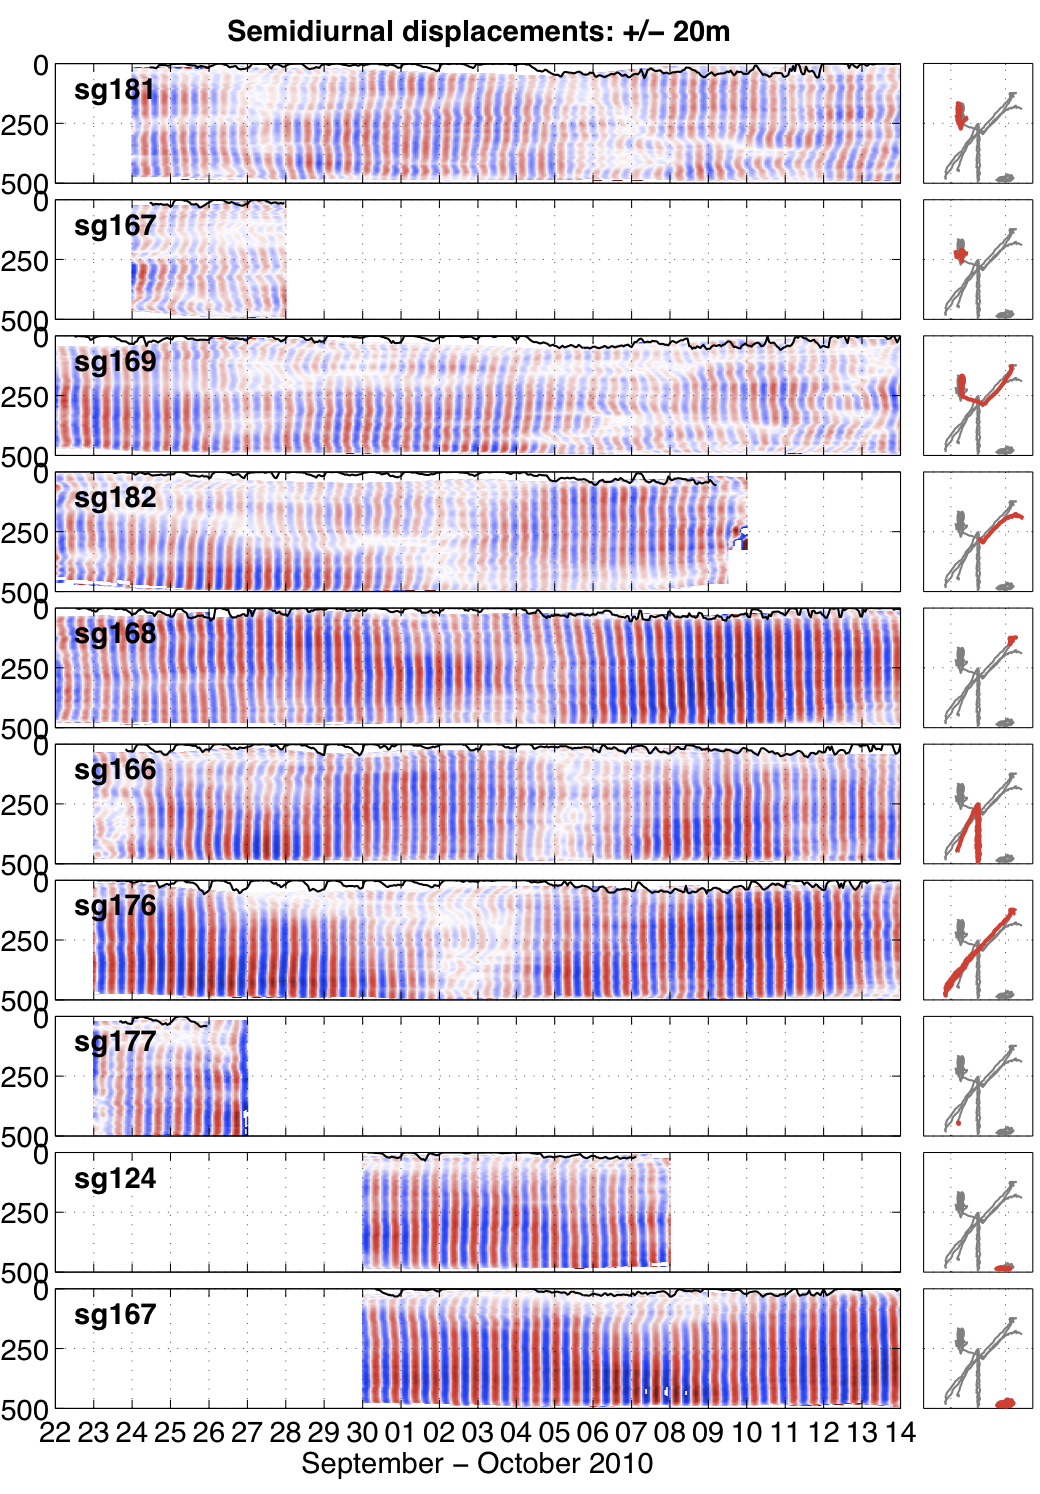 Semidiurnal displacements: +/− 20m
0
sg181
250
500
0
sg167
250
500
0
sg169
250
500
0
sg182
250
500
0
sg168
250
500
0
sg166
250
500
0
sg176
250
500
0
sg177
250
500
0
sg124
250
500
0
sg167
250
500
22 23 24 25 26 27 28 29 30 01 02 03 04 05 06 07 08 09 10 11 12 13 14
September − October 2010